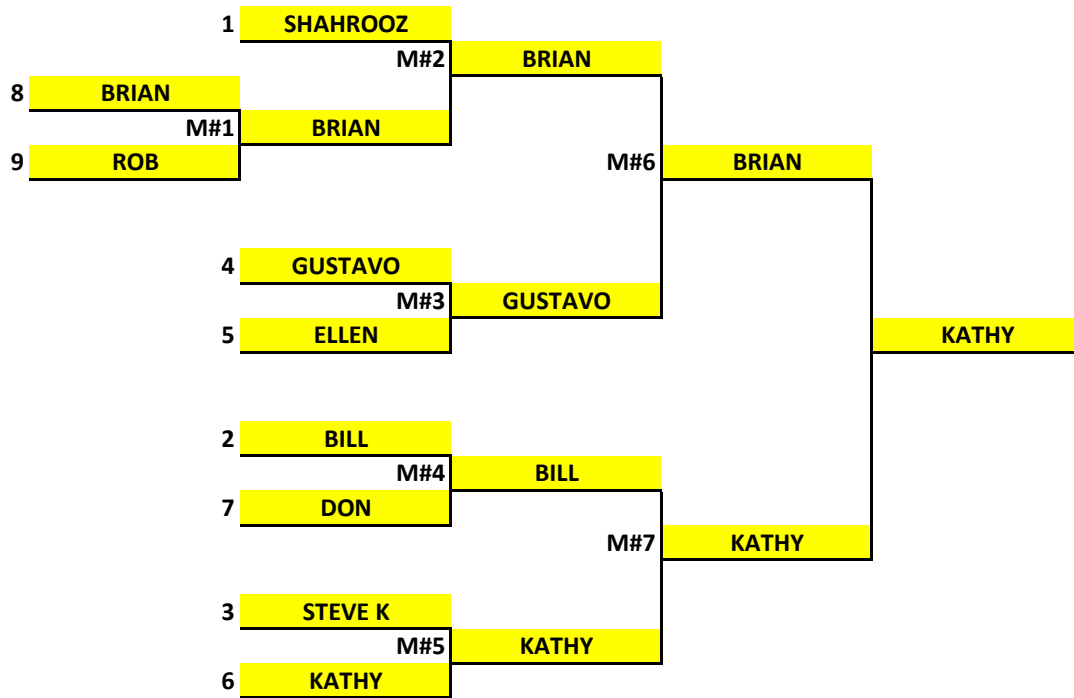 1 SHAHROOZ
M#2 BRIAN
8 BRIAN
M#1 BRIAN
9 ROB
M#6 BRIAN
4 GUSTAVO
M#3 GUSTAVO
5 ELLEN
KATHY
2 BILL
M#4 BILL
7 DON
M#7 KATHY
3 STEVE K
M#5 KATHY
6 KATHY